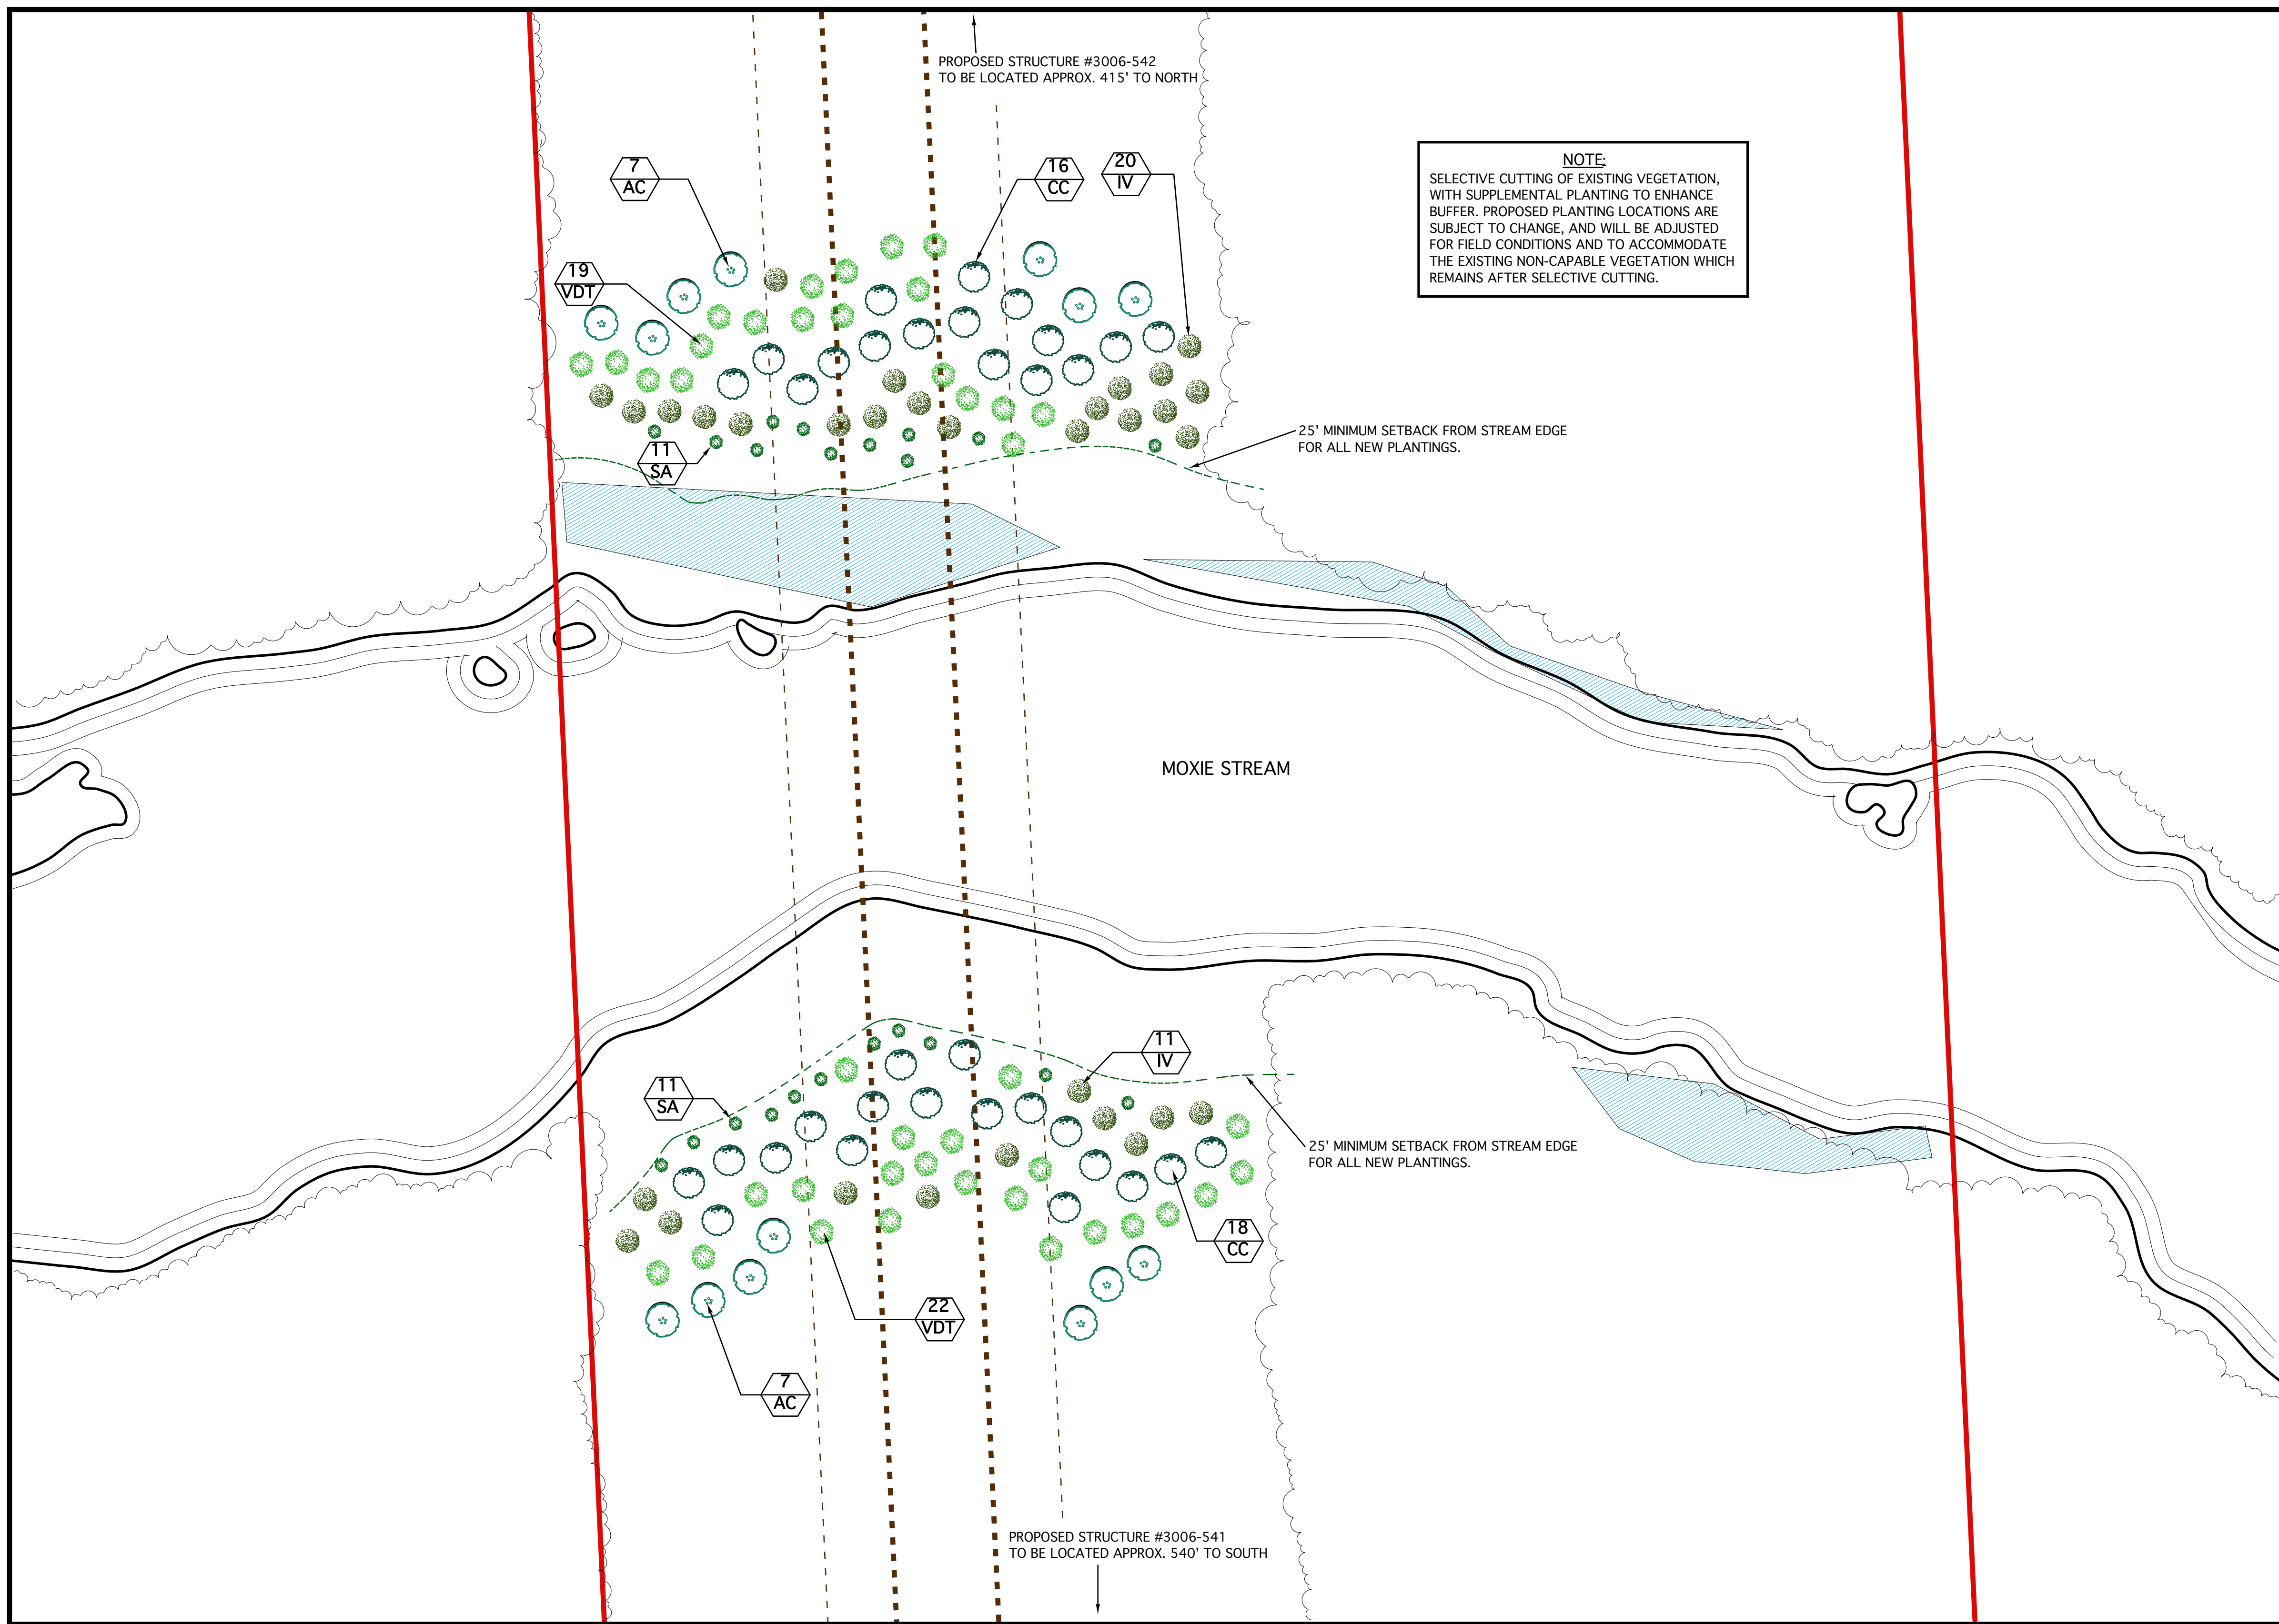 PROPOSED STRUCTURE #3006-542
TO BE LOCATED APPROX. 415' TO NORTH
NOTE:
SELECTIVE CUTTING OF EXISTING VEGETATION,
WITH SUPPLEMENTAL PLANTING TO ENHANCE
BUFFER. PROPOSED PLANTING LOCATIONS ARE
SUBJECT TO CHANGE, AND WILL BE ADJUSTED
FOR FIELD CONDITIONS AND TO ACCOMMODATE
THE EXISTING NON-CAPABLE VEGETATION WHICH
REMAINS AFTER SELECTIVE CUTTING.
7
AC
16
CC
20
IV
19
VDT
11
SA
25' MINIMUM SETBACK FROM STREAM EDGE
FOR ALL NEW PLANTINGS.
MOXIE STREAM
11
IV
11
SA
25' MINIMUM SETBACK FROM STREAM EDGE
FOR ALL NEW PLANTINGS.
18
CC
22
VDT
7
AC
PROPOSED STRUCTURE #3006-541
TO BE LOCATED APPROX. 540' TO SOUTH